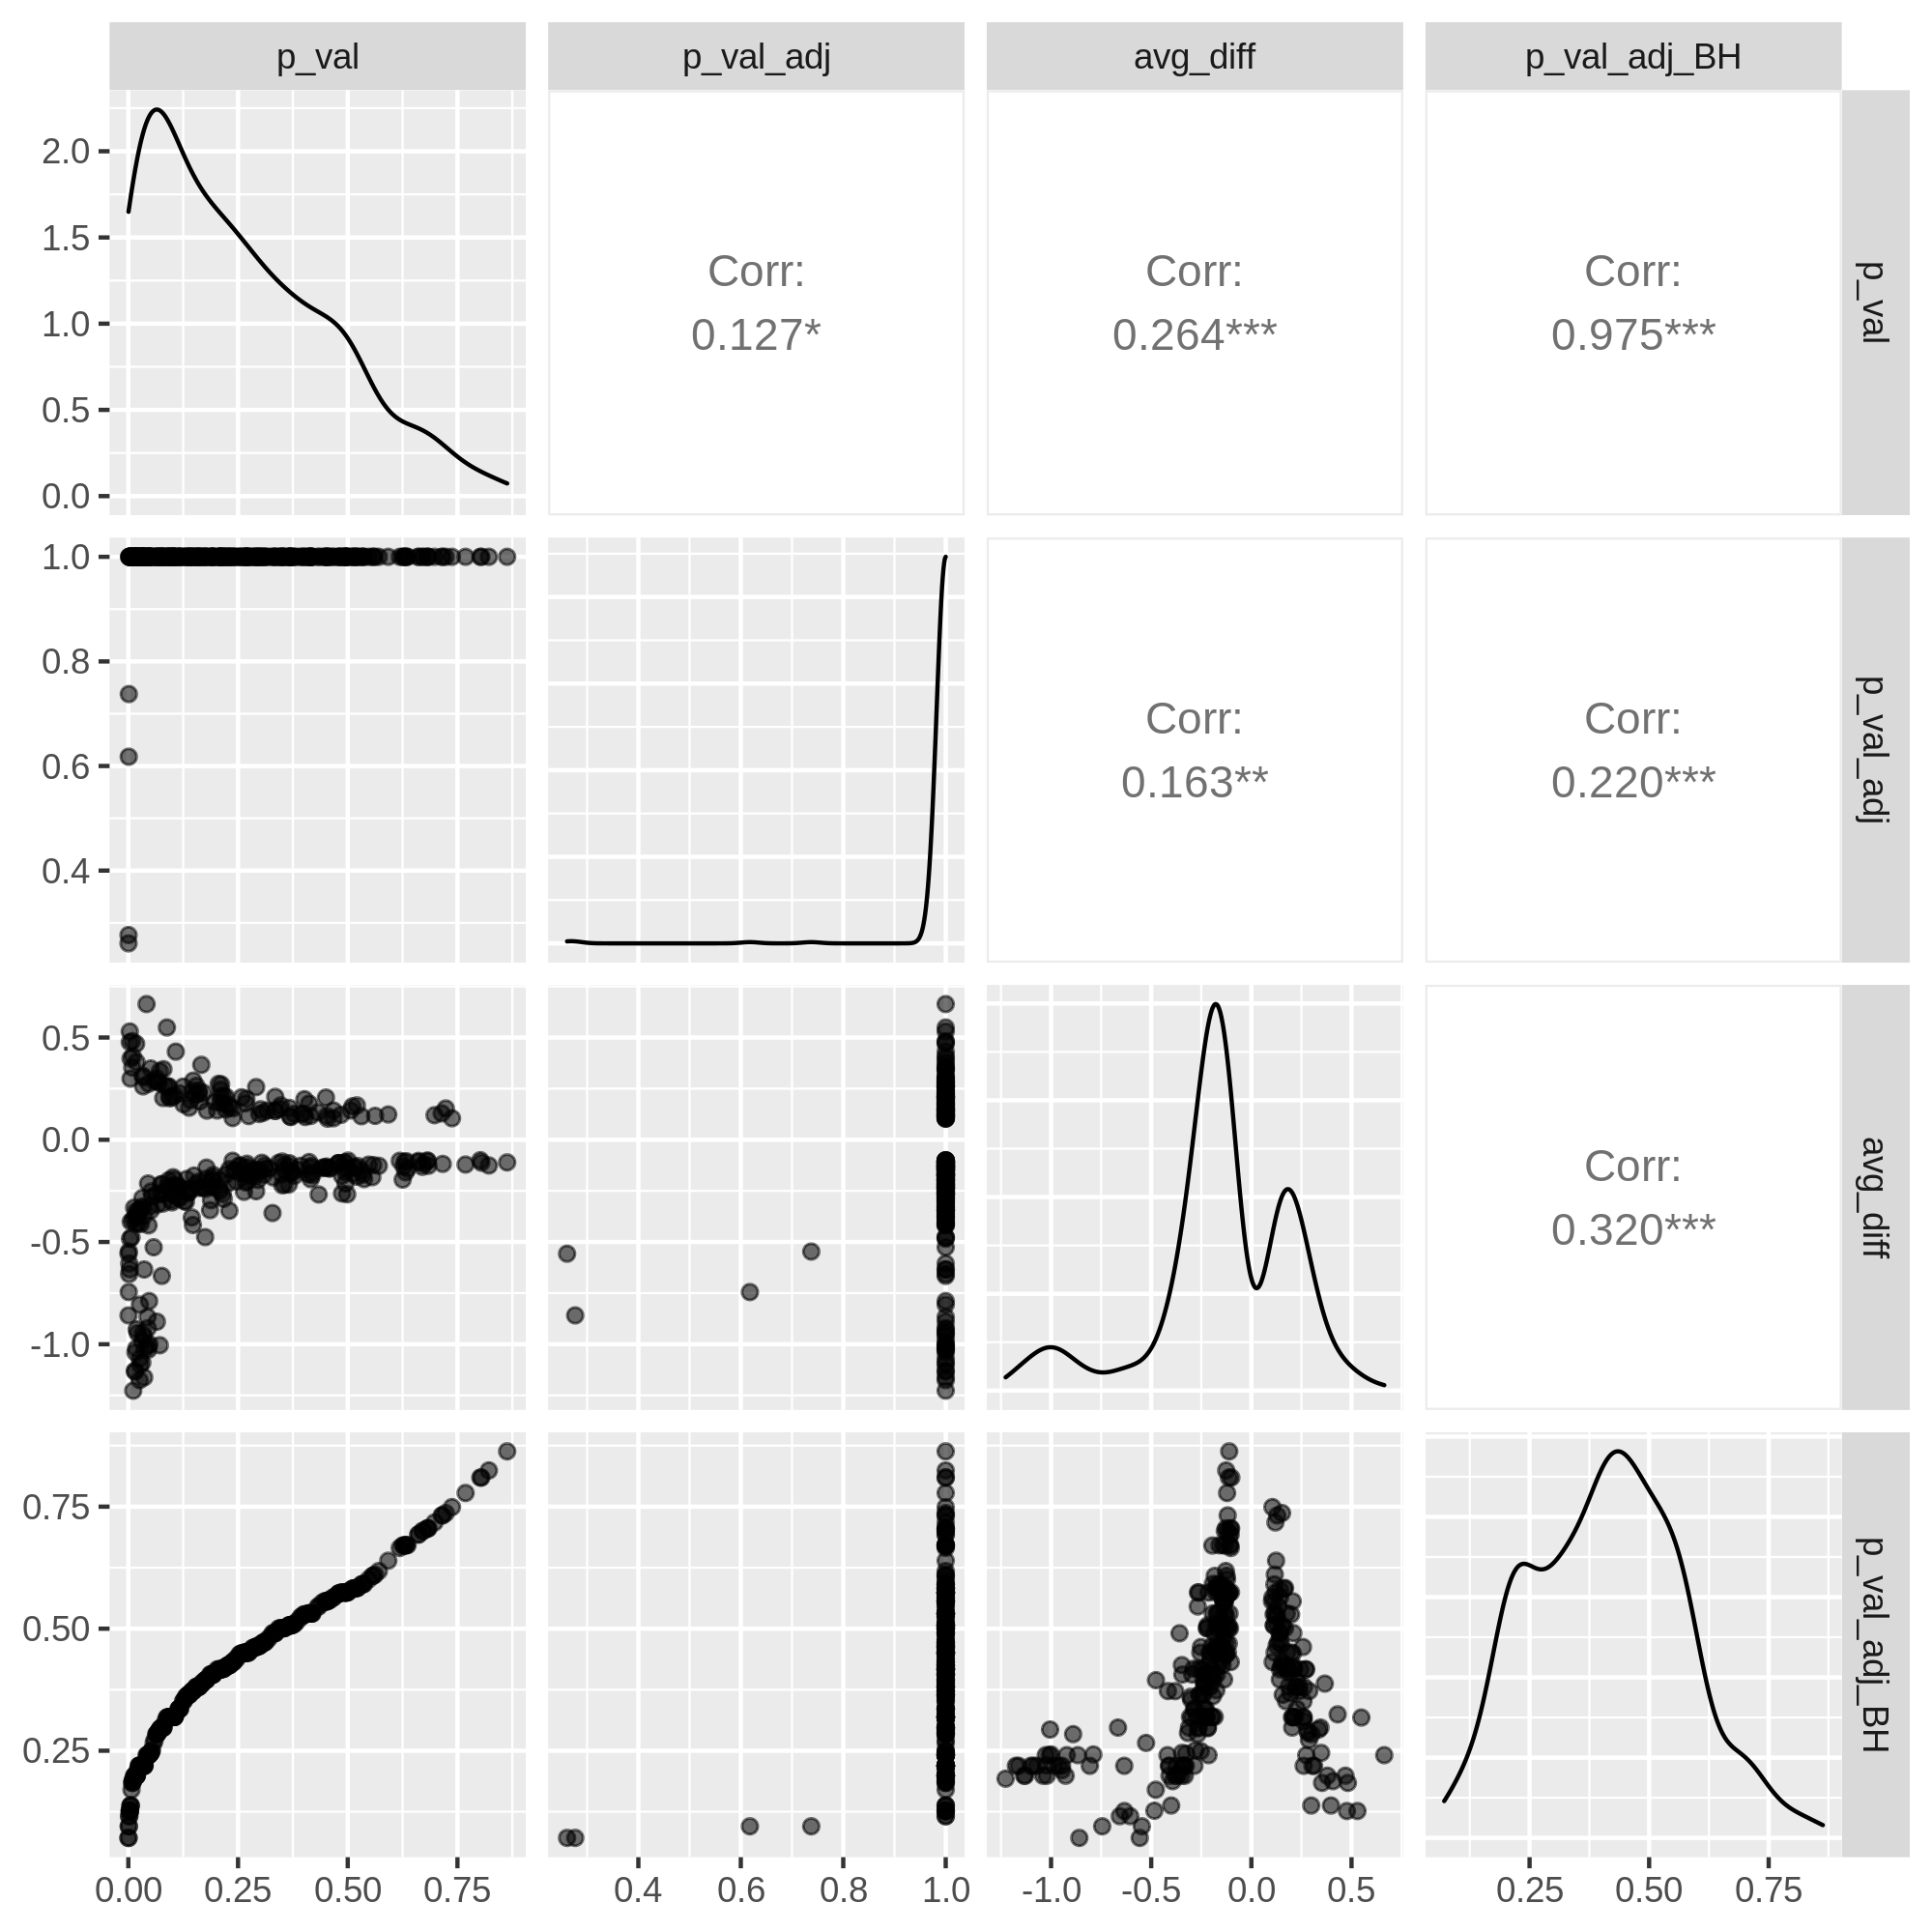 p_val
p_val_adj
avg_diff
p_val_adj_BH
2.0
1.5
1.0
0.5
0.0
Corr:
0.127*
Corr:
0.264***
Corr:
0.975***
p_val
1.0
0.8
0.6
0.4
Corr:
0.163**
Corr:
0.220***
p_val_adj
0.5
0.0
-0.5
-1.0
Corr:
0.320***
avg_diff
0.75
0.50
0.25
p_val_adj_BH
0.00 0.25 0.50 0.75
0.4 0.6 0.8 1.0
-1.0 -0.5 0.0 0.5
0.25 0.50 0.75